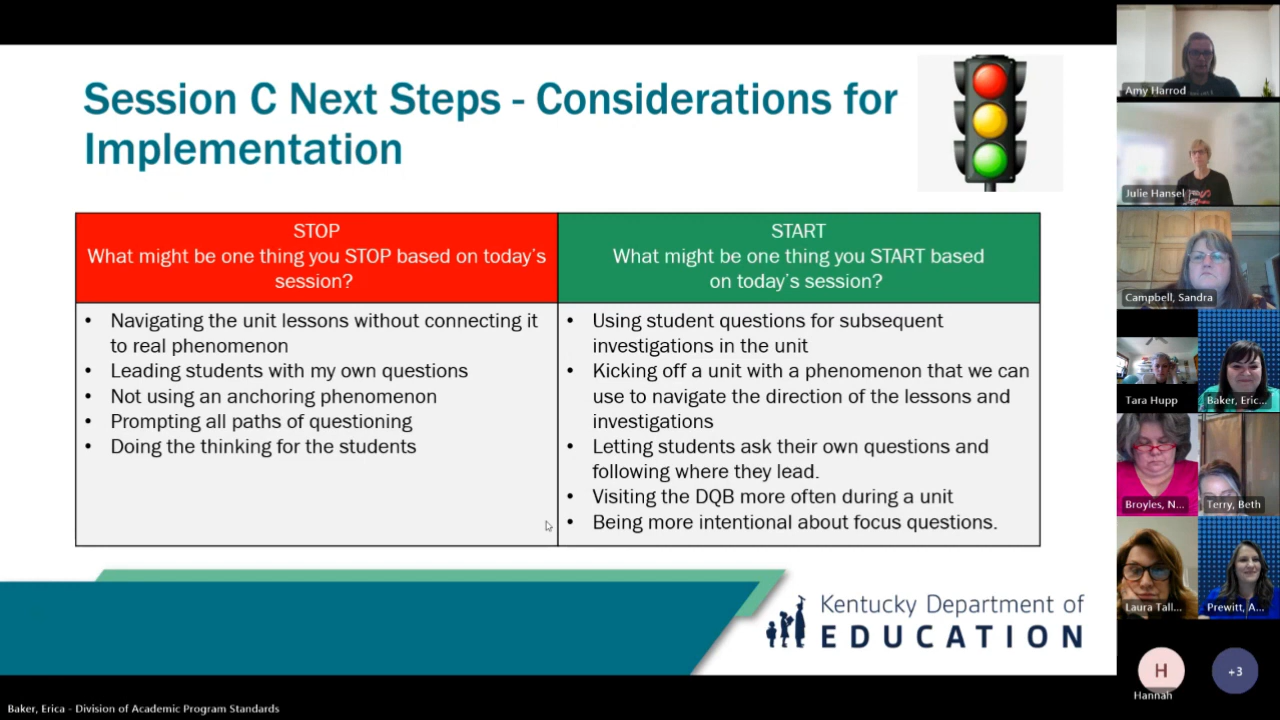 Session C Next Steps - Considerations for
Implementation
STOP
What might be one thing you STOP based on today's
session?
START
What might be one thing you START based
on today's session?
• Navigating the unit lessons without connecting it
to real phenomenon
• Leading students with my own questions
• Not using an anchoring phenomenon
• Prompting all paths of questioning
• Doing the thinking for the students
• Using student questions for subsequent
investigations in the unit
• Kicking off a unit with a phenomenon that we can
use to navigate the direction of the lessons and
investigations
• Letting students ask their own questions and
following where they lead.
• Visiting the DQB more often during a unit
• Being more intentional about focus questions.
Kentucky Department of
EDUCATION
Amy Harrod
Julie Hansel
Campbell, Sandra
Tara Hupp
Baker, Eric...
Broyles, N...
Terry, Beth
Laura Tall...
Prewitt, A...
H
Hannah
+3
Baker, Erica - Division of Academic Program Standards